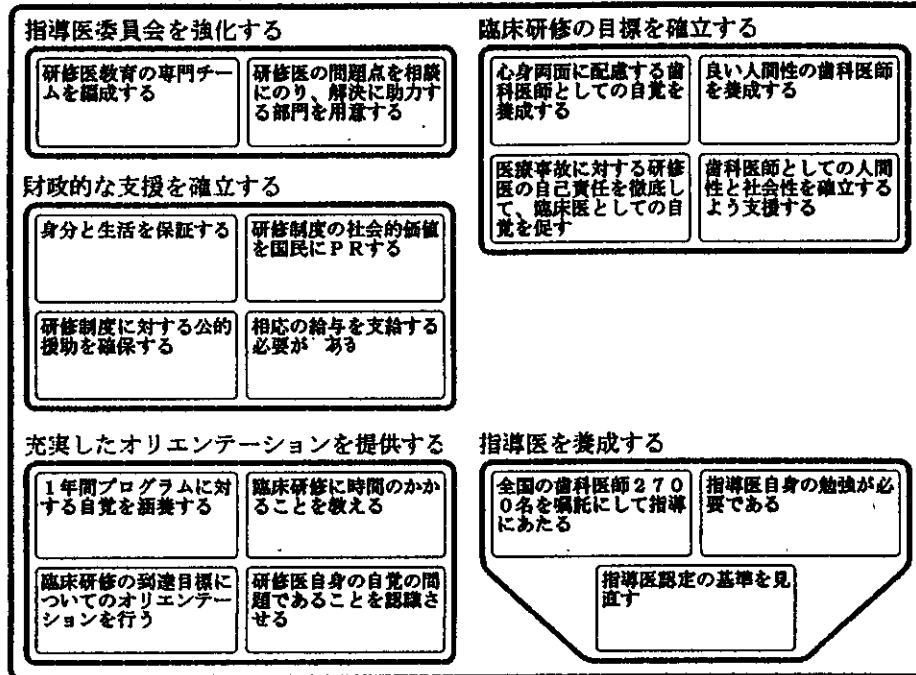 指導医委員会を強化する
研修医教育の専門チー
ムを編成する
研修医の問題点を相談
にのり、解決に助力す
る部門を用意する
財政的な支援を確立する
身分と生活を保証する
研修制度の社会的価値
を国民にPRする
研修制度に対する公的
援助を確保する
相応の給与を支給する
必要がある
充実したオリエンテーションを提供する
1年間プログラムに対
する自覚を涵養する
臨床研修に時間のかか
ることを教える
臨床研修の到達目標に
ついてのオリエンテー
ションを行う
研修医自身の自覚の問
題であることを認識さ
せる
臨床研修の目標を確立する
心身両面に配慮する歯
科医師としての自覚を
養成する
良い人間性の歯科医師
を養成する
医療事故に対する研修
医の自己責任を徹底し
て、臨床医としての自
覚を促す
歯科医師としての人間
性と社会性を確立する
よう支援する
指導医を養成する
全国の歯科医師270
0名を嘱託にして指導
にあたる
指導医自身の勉強が必
要である
指導医認定の基準を見
直す